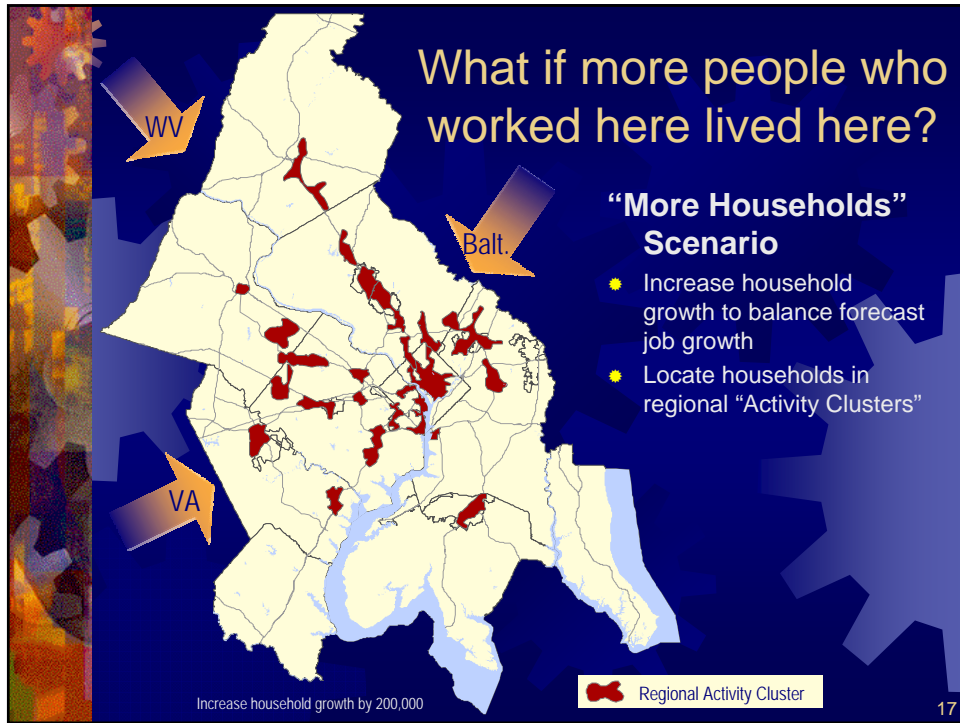 What if more people who
worked here lived here?
WV
Balt.
VA
“More Households”
Scenario
Increase household
growth to balance forecast
job growth
Locate households in
regional “Activity Clusters”
Increase household growth by 200,000
Regional Activity Cluster
17